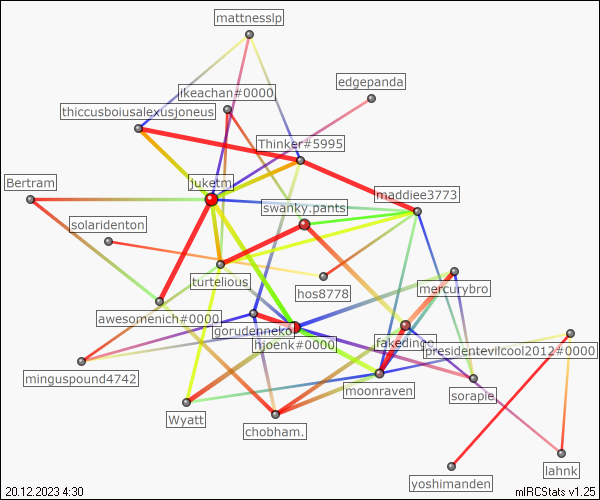 mattnesslp
edgepanda
ikeachan#0000
thiccusboiusalexusjoneus
Thinker#5995
Bertram
juketm
maddiee3773
swanky.pants
solaridenton
turtelious
hos8778
mercurybro
awesomenich#0000
gorudenneko
hjoenk#0000
fakedingo
presidentevilcool2012#0000
minguspound4742
moonraven
sorapie
Wyatt
chobham.
lahnk
yoshimanden
20.12.2023 4:30
mIRCStats v1.25